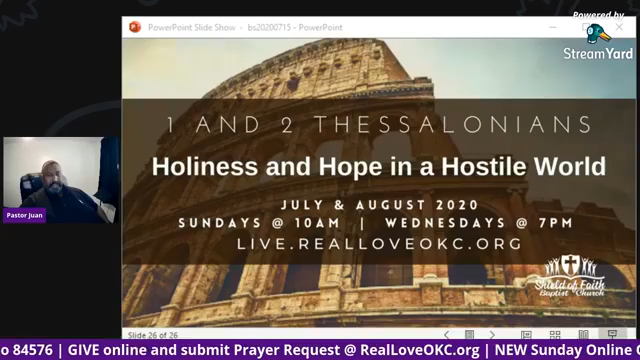 Powered by
StreamYard
PowerPoint Slide Show - bs20200715 - PowerPoint
1 AND 2 THESSALONIANS
Holiness and Hope in a Hostile World
JULY & AUGUST 2020
SUNDAYS @ 10AM | WEDNESDAYS @ 7PM
LIVE.REALLOVEOKC.ORG
Shield of Faith
Baptist Church
Pastor Juan
Slide 26 of 26
o 84576 | GIVE online and submit Prayer Request @ RealLoveOKC.org | NEW Sunday Online